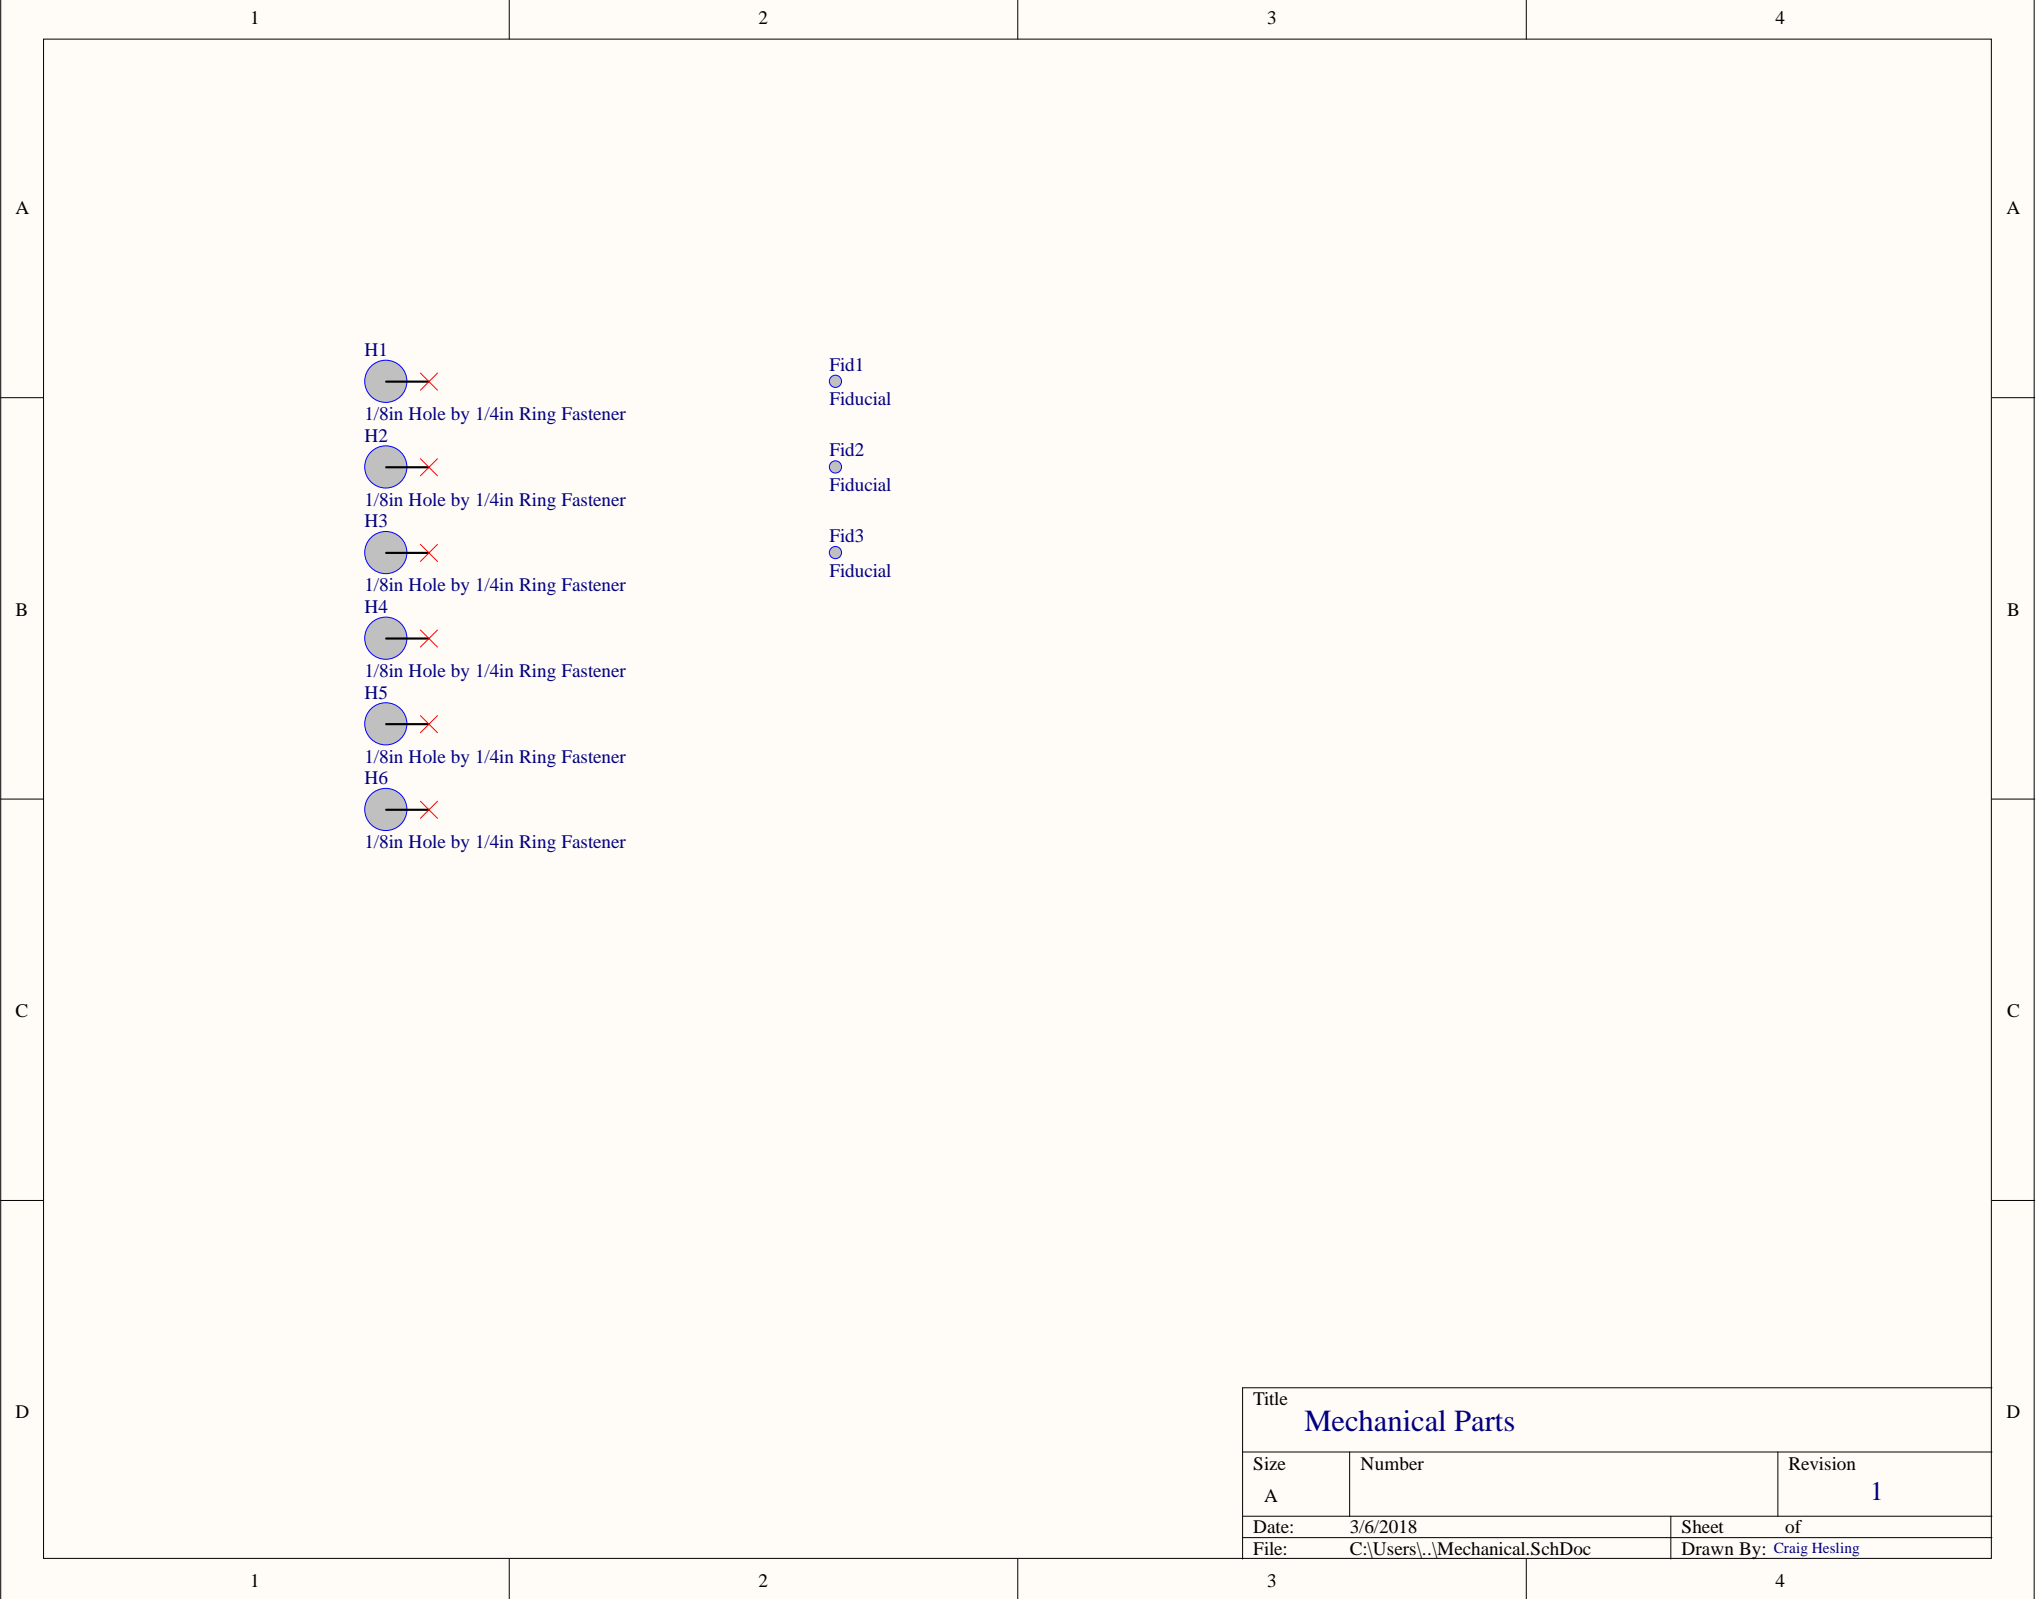 1 2 3 4
A A
H1
1/8in Hole by 1/4in Ring Fastener
H2
1/8in Hole by 1/4in Ring Fastener
H3
1/8in Hole by 1/4in Ring Fastener
H4
1/8in Hole by 1/4in Ring Fastener
H5
1/8in Hole by 1/4in Ring Fastener
H6
1/8in Hole by 1/4in Ring Fastener
Fid1
Fiducial
Fid2
Fiducial
Fid3
Fiducial
B B
C C
D D
Title
Mechanical Parts
Size Number Revision
A 1
Date: 3/6/2018 Sheet of
File: C:\Users\..\Mechanical.SchDoc Drawn By: Craig Hesling
1 2 3 4